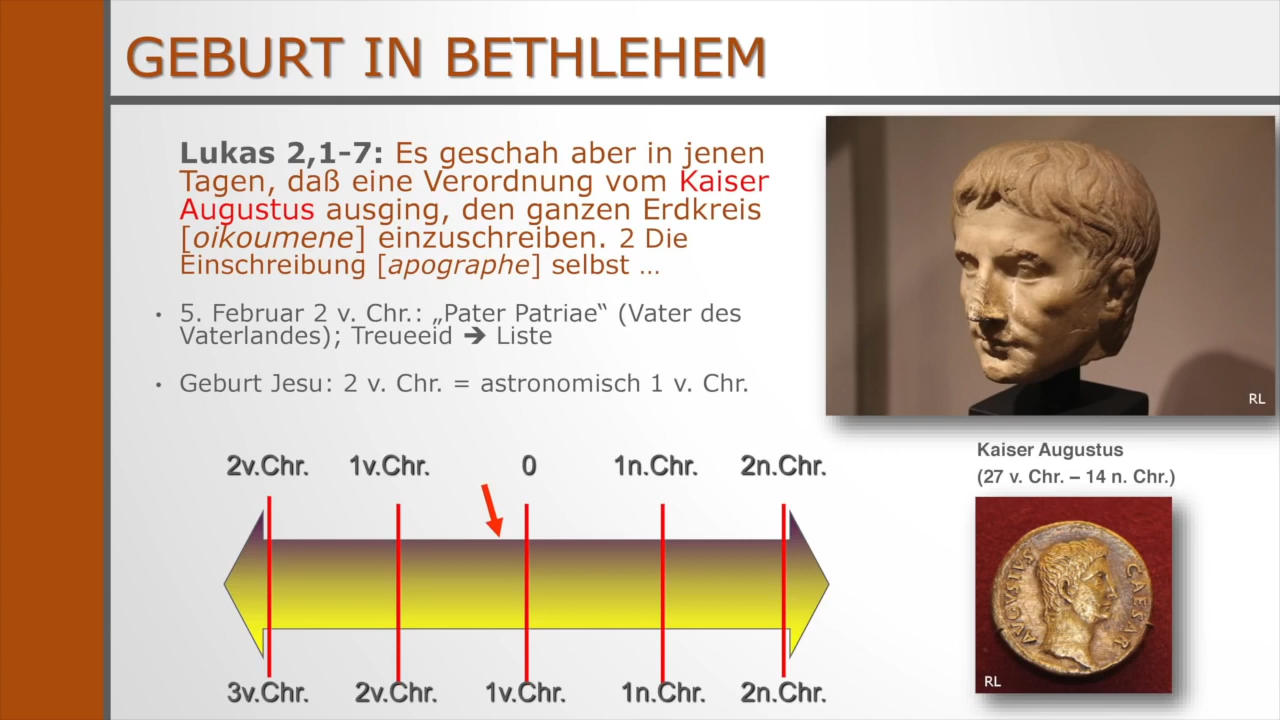 GEBURT IN BETHLEHEM
Lukas 2,1-7: Es geschah aber in jenen
Tagen, daß eine Verordnung vom Kaiser
Augustus ausging, den ganzen Erdkreis
[oikoumene] einzuschreiben. 2 Die
Einschreibung [apographe] selbst …
• 5. Februar 2 v. Chr.: „Pater Patriae“ (Vater des
Vaterlandes); Treueeid ➔ Liste
• Geburt Jesu: 2 v. Chr. = astronomisch 1 v. Chr.
RL
Kaiser Augustus
(27 v. Chr. – 14 n. Chr.)
2v.Chr. 1v.Chr. 0 1n.Chr. 2n.Chr.
3v.Chr. 2v.Chr. 1v.Chr. 1n.Chr. 2n.Chr.
AVGVSTVS
CAESAR
RL